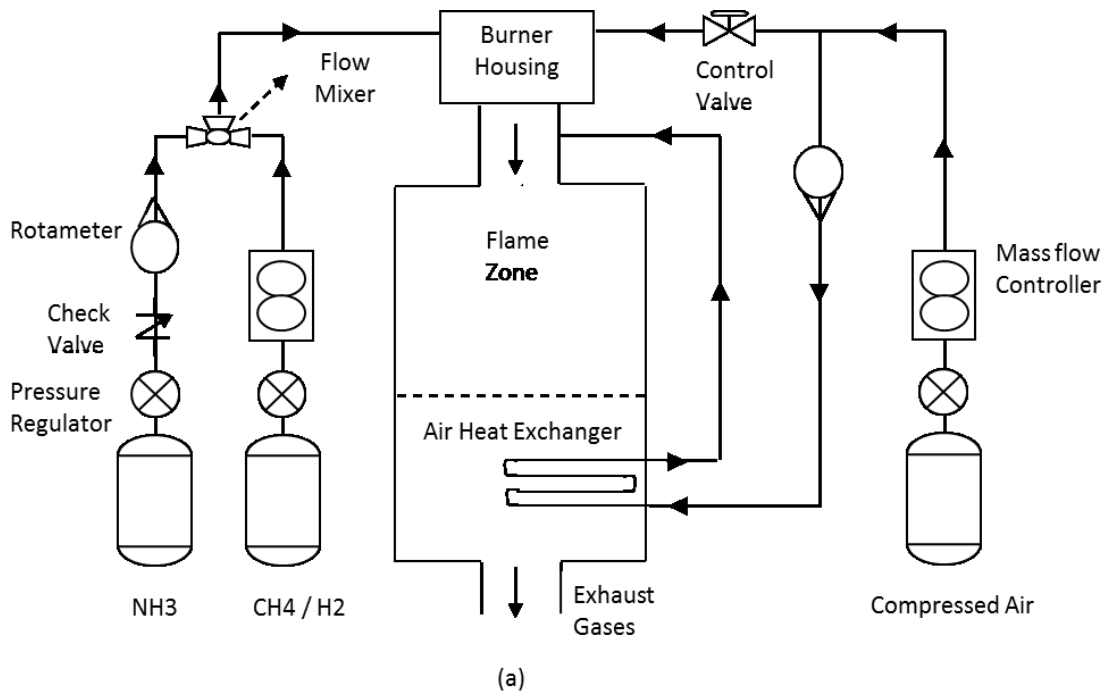 Burner
Housing
Flow
Mixer
Control
Valve
Rotameter
Flame
Zone
Mass flow
Controller
Check
Valve
Pressure
Regulator
Air Heat Exchanger
NH3
CH4 / H2
Exhaust
Gases
Compressed Air
(a)